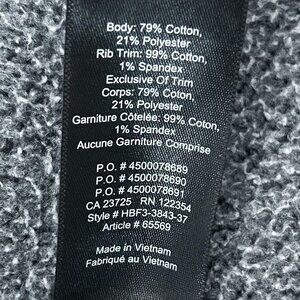 Body: 79% Cotton,
21% Polyester
Rib Trim: 99% Cotton,
1% Spandex
Exclusive Of Trim
Corps: 79% Cotton,
21% Polyester
Garniture Côtelée: 99% Cotton,
1% Spandex
Aucune Garniture Comprise
P.O. # 4500078689
P.O. # 4500078690
P.O. # 4500078691
CA 23725 RN 122354
Style # HBF3-3843-37
Article # 65569
Made in Vietnam
Fabriqué au Vietnam